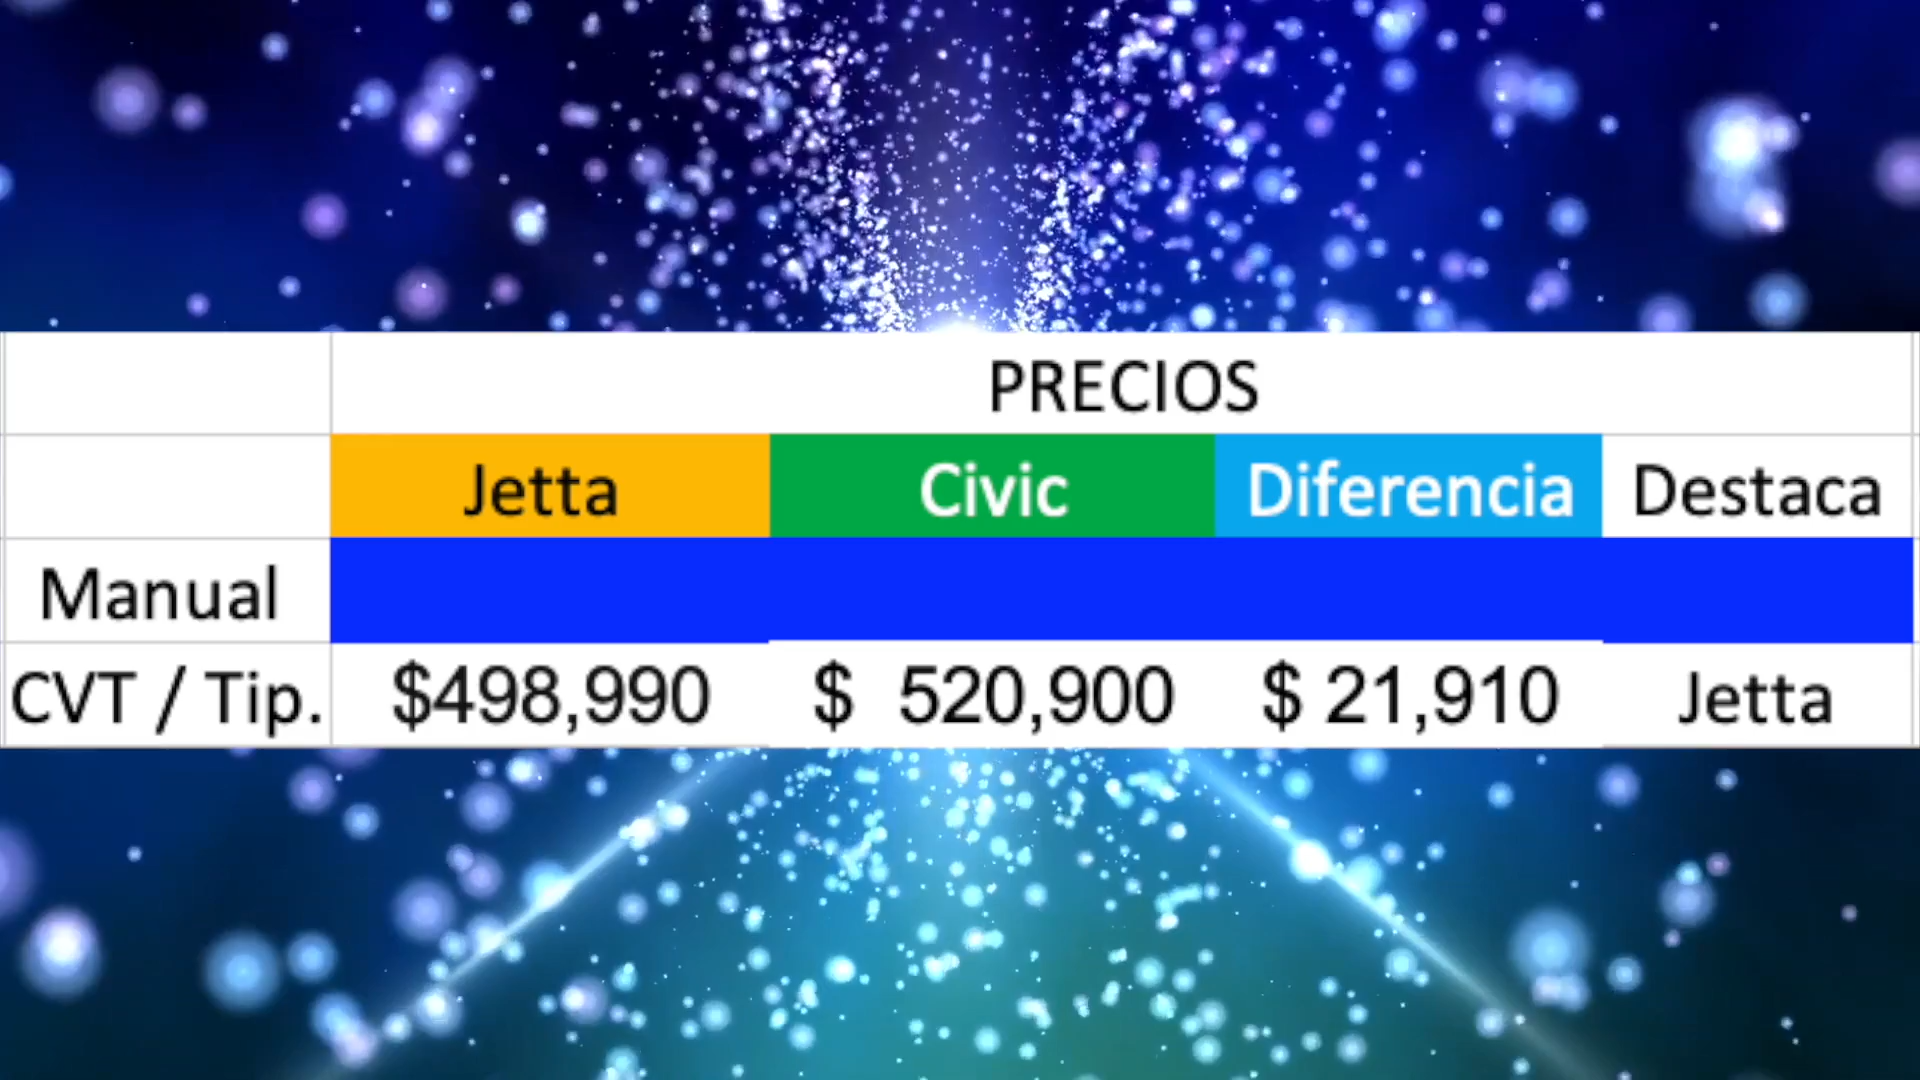 PRECIOS
Jetta Civic Diferencia Destaca
Manual
CVT / Tip. $498,990 $ 520,900 $ 21,910 Jetta